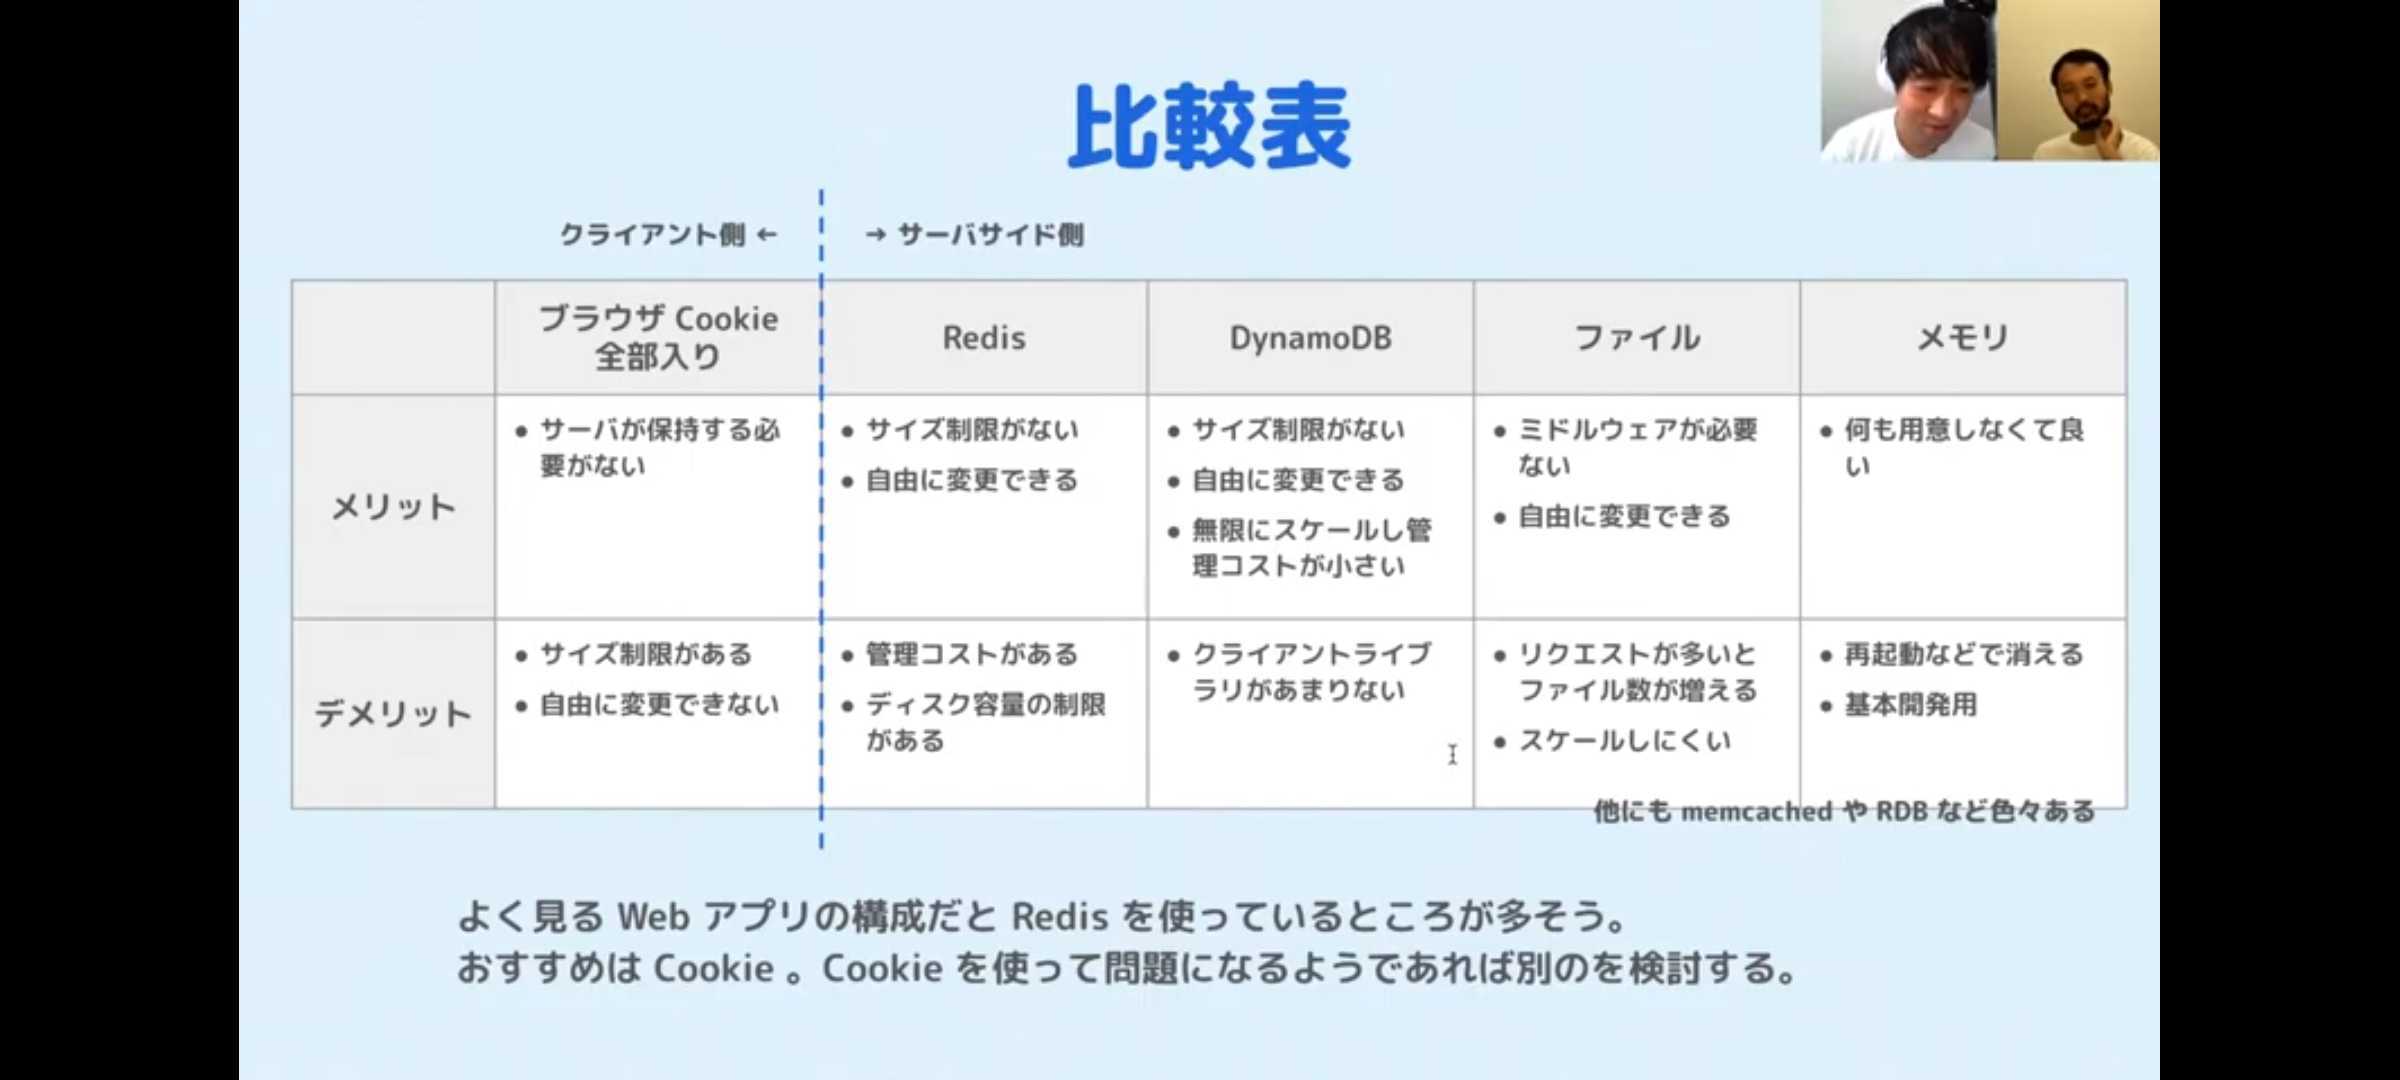 比較表
クライアント側 ←
→ サーバサイド側
ブラウザ Cookie
全部入り
Redis
DynamoDB
ファイル
メモリ
メリット
• サーバが保持する必
要がない
• サイズ制限がない
• 自由に変更できる
• サイズ制限がない
• 自由に変更できる
• 無限にスケールし管
理コストが小さい
• ミドルウェアが必要
ない
• 自由に変更できる
• 何も用意しなくて良
い
デメリット
• サイズ制限がある
• 自由に変更できない
• 管理コストがある
• ディスク容量の制限
がある
• クライアントライブ
ラリがあまりない
• リクエストが多いと
ファイル数が増える
• スケールしにくい
• 再起動などで消える
• 基本開発用
他にも memcached や RDB など色々ある
よく見る Web アプリの構成だと Redis を使っているところが多そう。
おすすめは Cookie 。Cookie を使って問題になるようであれば別のを検討する。